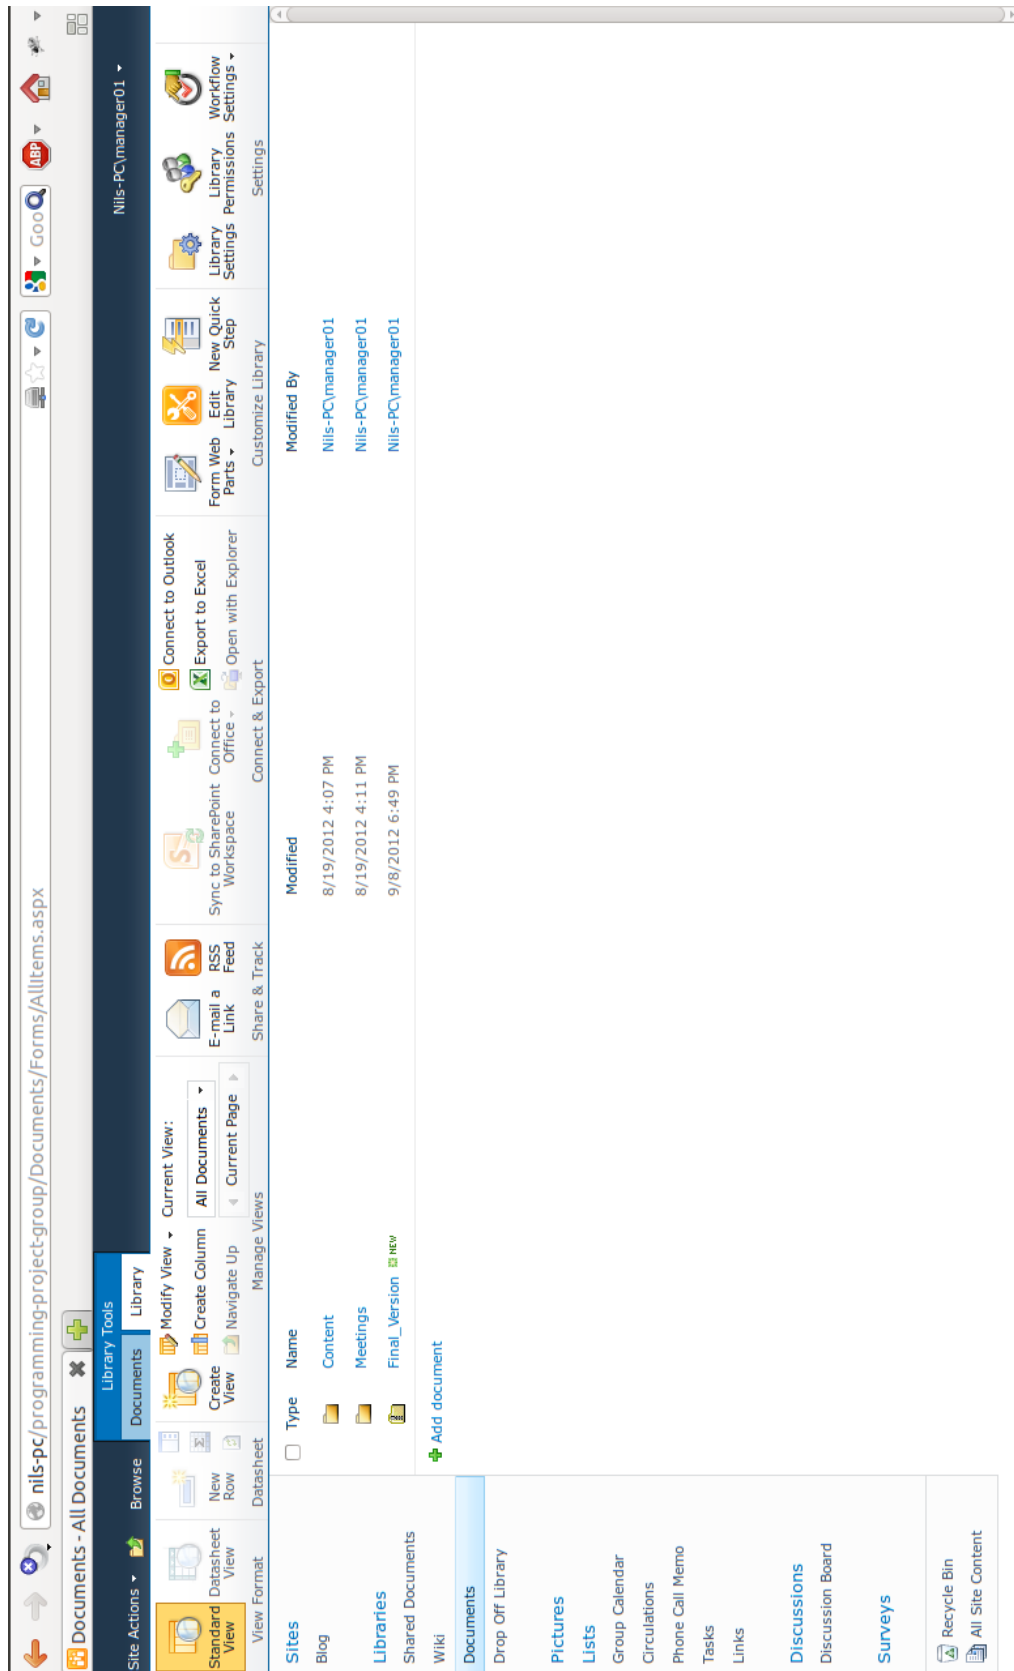 nils-pc/programming-project-group/Documents/Forms/AllItems.aspx
Goo
ABP
Documents - All Documents
Site Actions
Browse
Library Tools
Documents
Library
Nils-PC\manager01
Standard View
Datasheet View
View Format
New Row
Datasheet
Create View
Modify View
Create Column
Navigate Up
Current View:
All Documents
Current Page
Manage Views
E-mail a Link
RSS Feed
Share & Track
Sync to SharePoint Workspace
Connect to Office
Connect to Outlook
Export to Excel
Open with Explorer
Connect & Export
Form Web Parts
Edit Library
New Quick Step
Customize Library
Library Settings
Library Permissions
Workflow Settings
Settings
Sites
Blog
Libraries
Shared Documents
Wiki
Documents
Drop Off Library
Pictures
Lists
Group Calendar
Circulations
Phone Call Memo
Tasks
Links
Discussions
Discussion Board
Surveys
Recycle Bin
All Site Content
Type Name Modified Modified By
Content 8/19/2012 4:07 PM Nils-PC\manager01
Meetings 8/19/2012 4:11 PM Nils-PC\manager01
Final_Version NEW 9/8/2012 6:49 PM Nils-PC\manager01
Add document